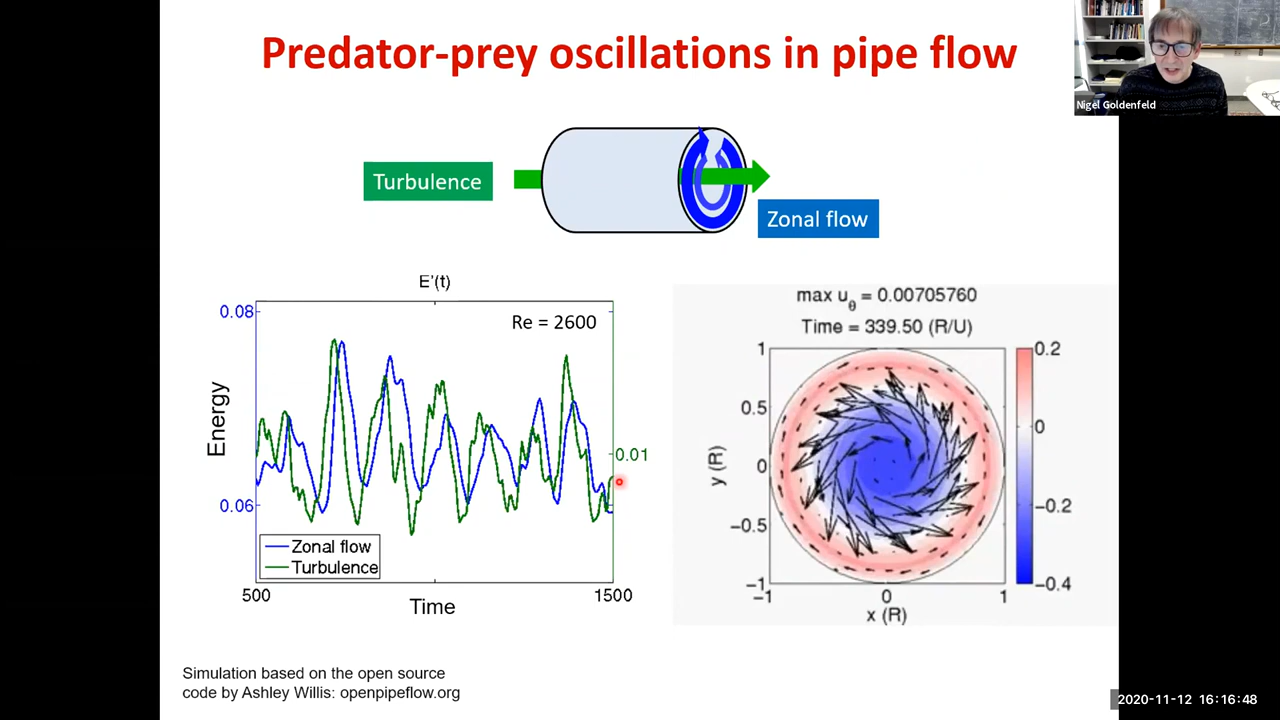 Predator-prey oscillations in pipe flow
Nigel Goldenfeld
Turbulence
Zonal flow
E'(t)
0.08
Re = 2600
Energy
0.01
0.06
Zonal flow
Turbulence
500
1500
Time
max uθ = 0.00705760
Time = 339.50 (R/U)
1
0.5
0
−0.5
−1
y (R)
−1
0
1
x (R)
0.2
0
−0.2
−0.4
Simulation based on the open source
code by Ashley Willis: openpipeflow.org
2020-11-12 16:16:48